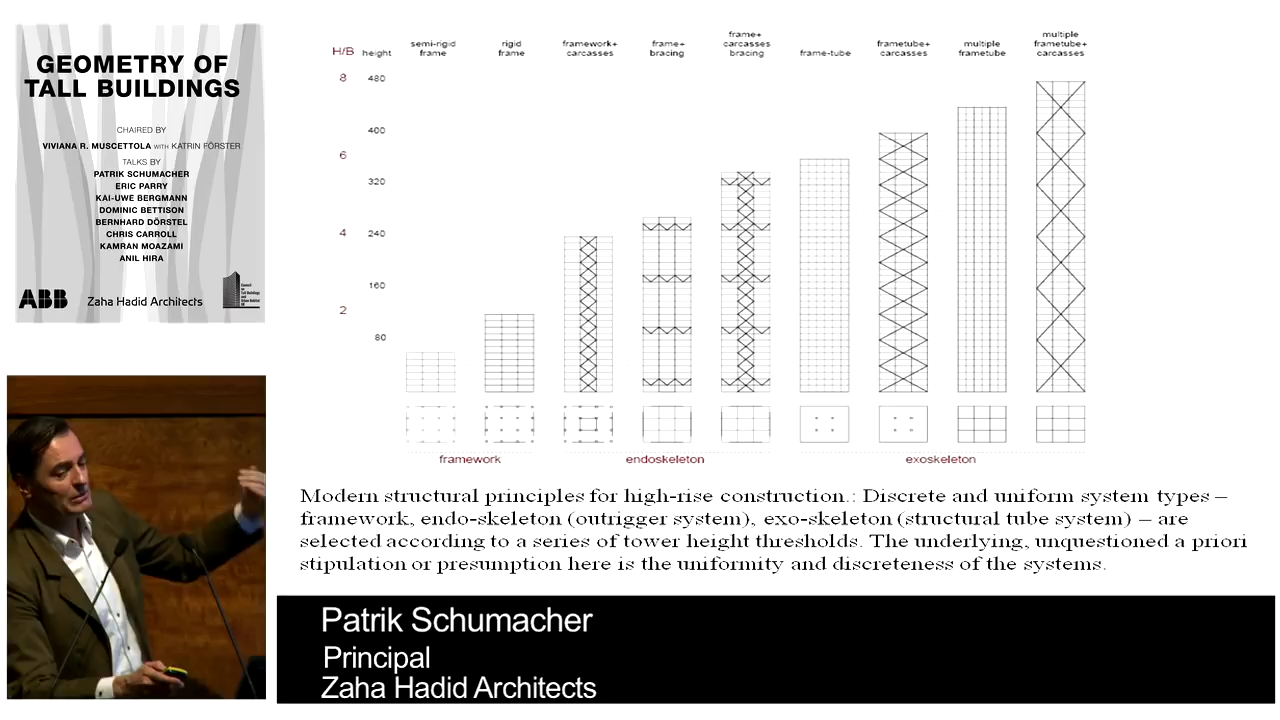 GEOMETRY OF
TALL BUILDINGS
CHAIRED BY
VIVIANA R. MUSCETTOLA WITH KATRIN FÖRSTER
TALKS BY
PATRIK SCHUMACHER
ERIC PARRY
KAI-UWE BERGMANN
DOMINIC BETTISON
BERNHARD DÖRSTEL
CHRIS CARROLL
KAMRAN MOAZAMI
ANIL HIRA
ABB
Zaha Hadid Architects
H/B
height
semi-rigid
frame
rigid
frame
framework+
carcasses
frame+
bracing
frame+
carcasses
bracing
frame-tube
frametube+
carcasses
multiple
frametube
multiple
frametube+
carcasses
8
480
400
6
320
4
240
160
2
80
framework
endoskeleton
exoskeleton
Modern structural principles for high-rise construction.: Discrete and uniform system types –
framework, endo-skeleton (outrigger system), exo-skeleton (structural tube system) – are
selected according to a series of tower height thresholds. The underlying, unquestioned a priori
stipulation or presumption here is the uniformity and discreteness of the systems.
Patrik Schumacher
Principal
Zaha Hadid Architects